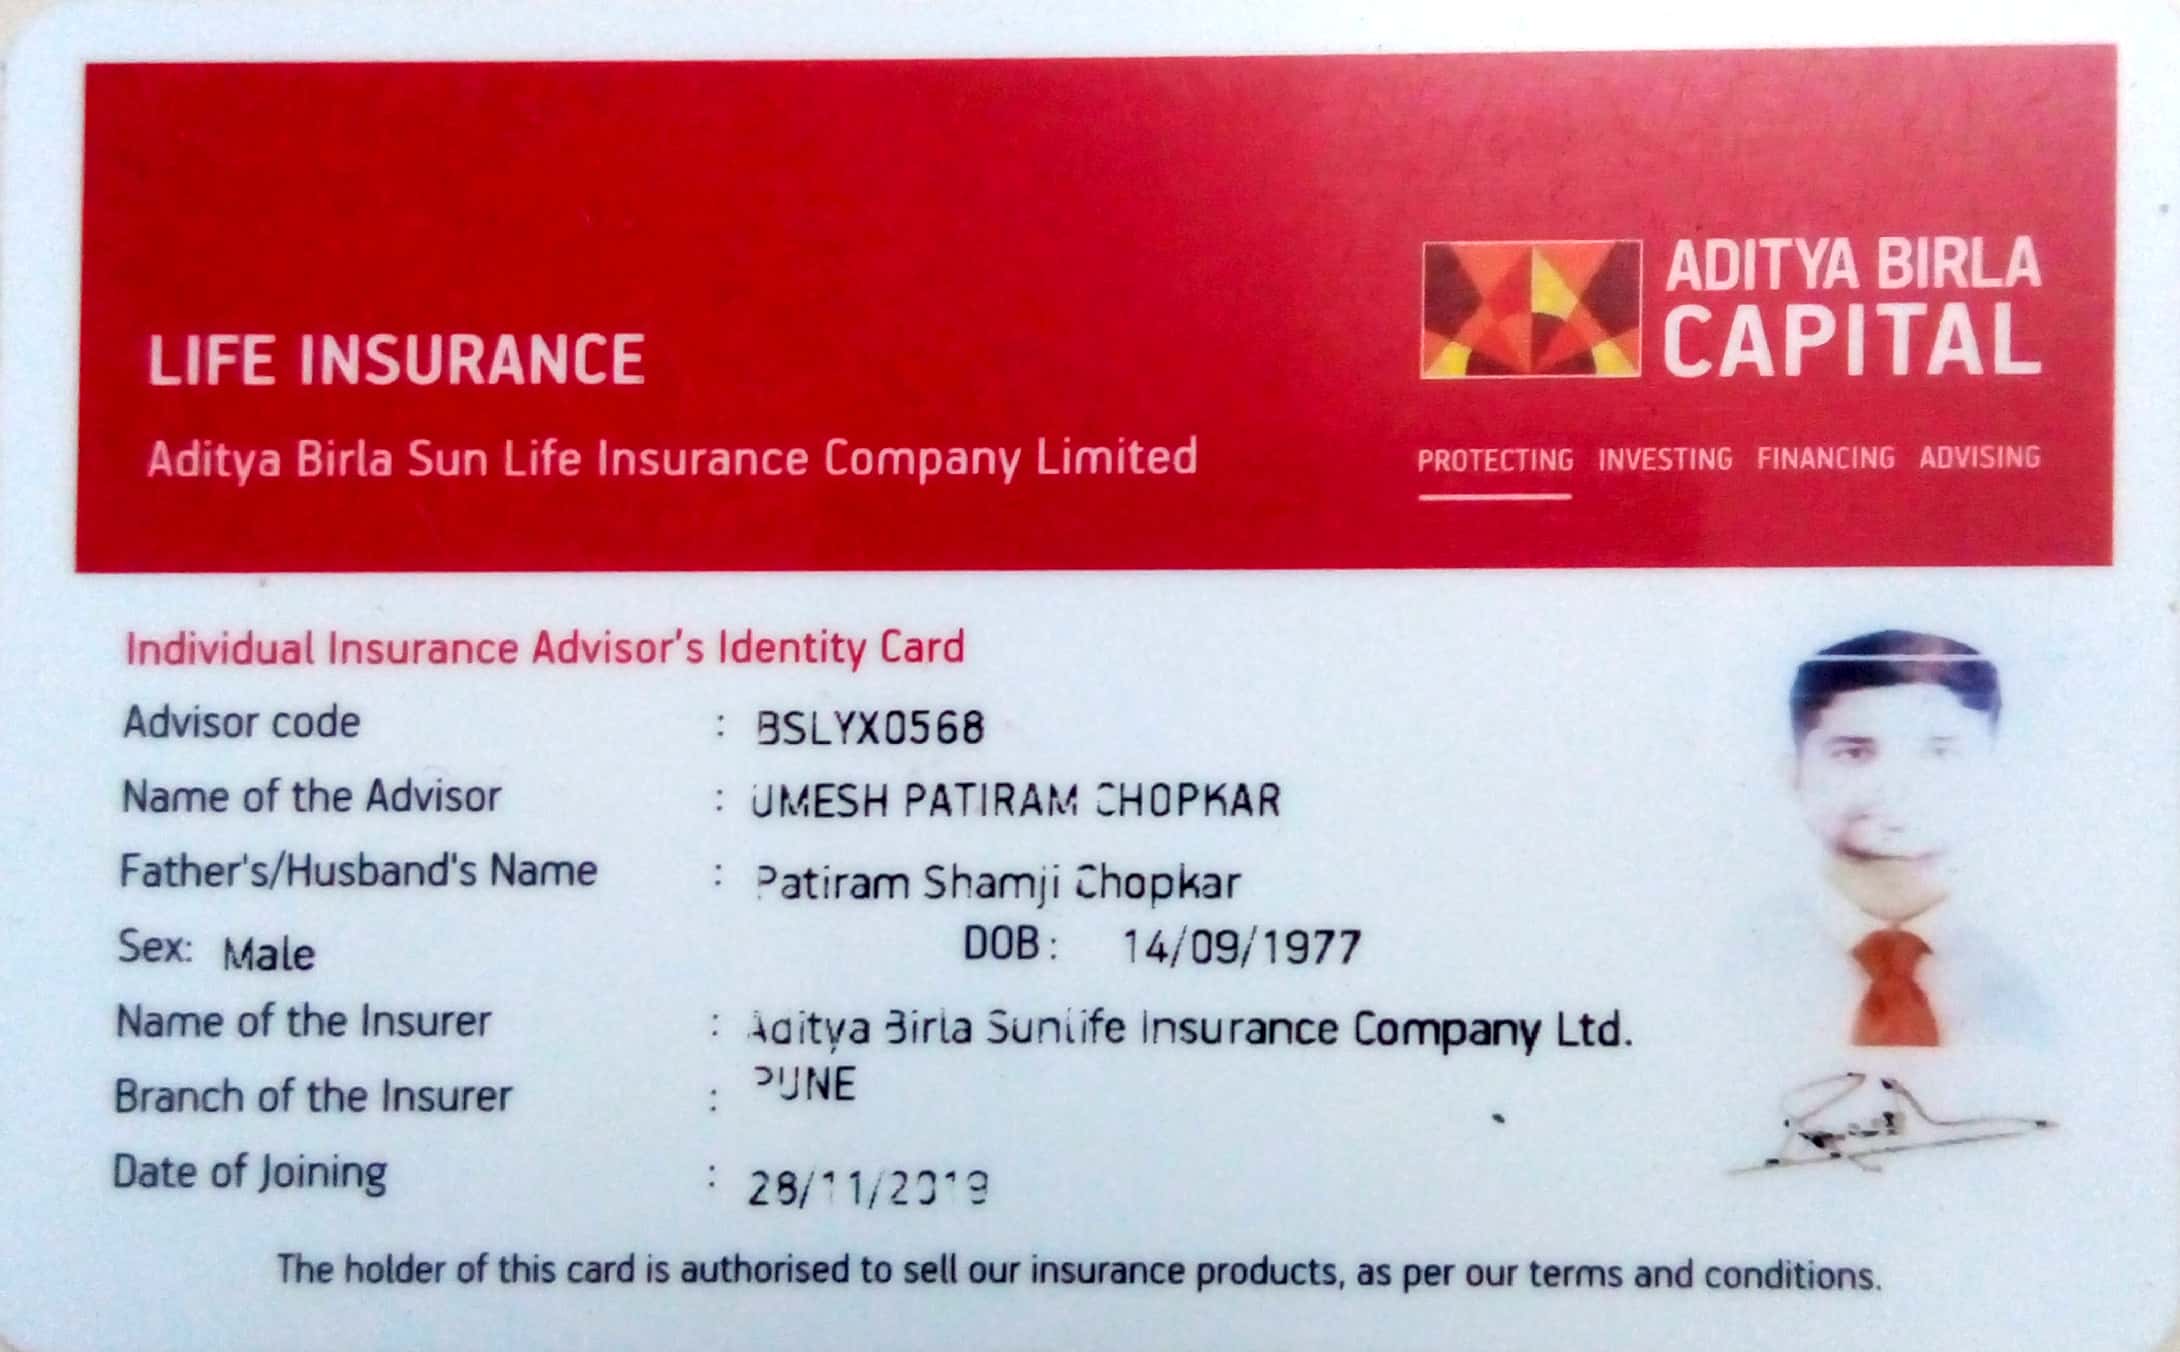 ADITYA BIRLA
CAPITAL
LIFE INSURANCE
Aditya Birla Sun Life Insurance Company Limited
PROTECTING INVESTING FINANCING ADVISING
Individual Insurance Advisor's Identity Card
Advisor code : BSLYX0568
Name of the Advisor : UMESH PATIRAM CHOPKAR
Father's/Husband's Name : Patiram Shamji Chopkar
Sex: Male DOB: 14/09/1977
Name of the Insurer : Aditya Birla Sunlife Insurance Company Ltd.
Branch of the Insurer : PUNE
Date of Joining : 28/11/2019
The holder of this card is authorised to sell our insurance products, as per our terms and conditions.